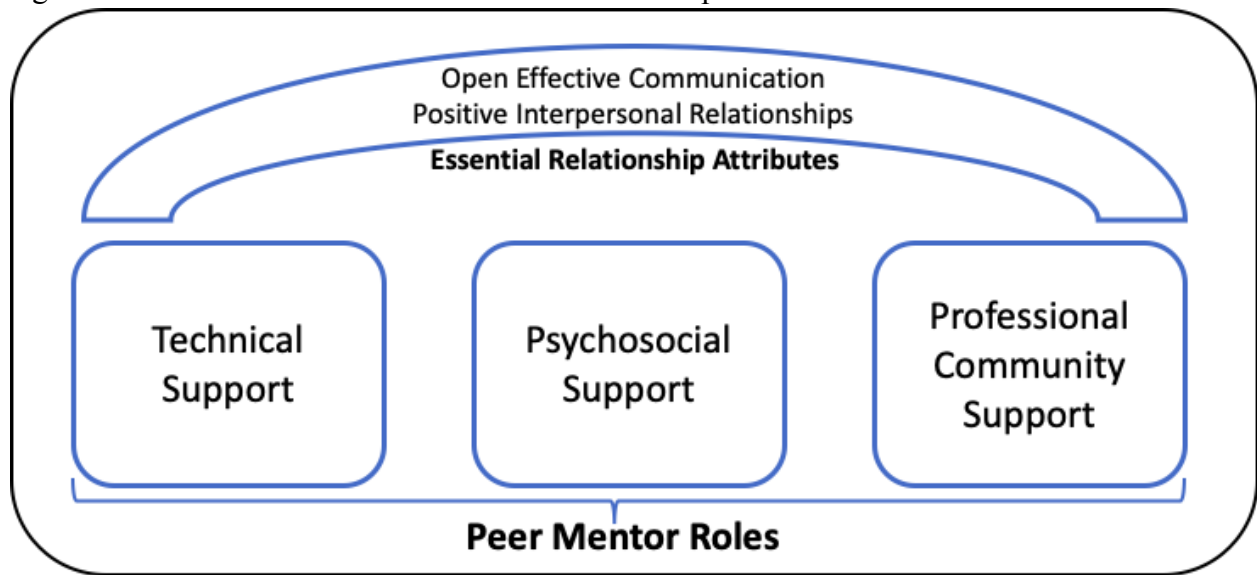 Open Effective Communication
Positive Interpersonal Relationships
Essential Relationship Attributes
Technical
Support
Psychosocial
Support
Professional
Community
Support
Peer Mentor Roles